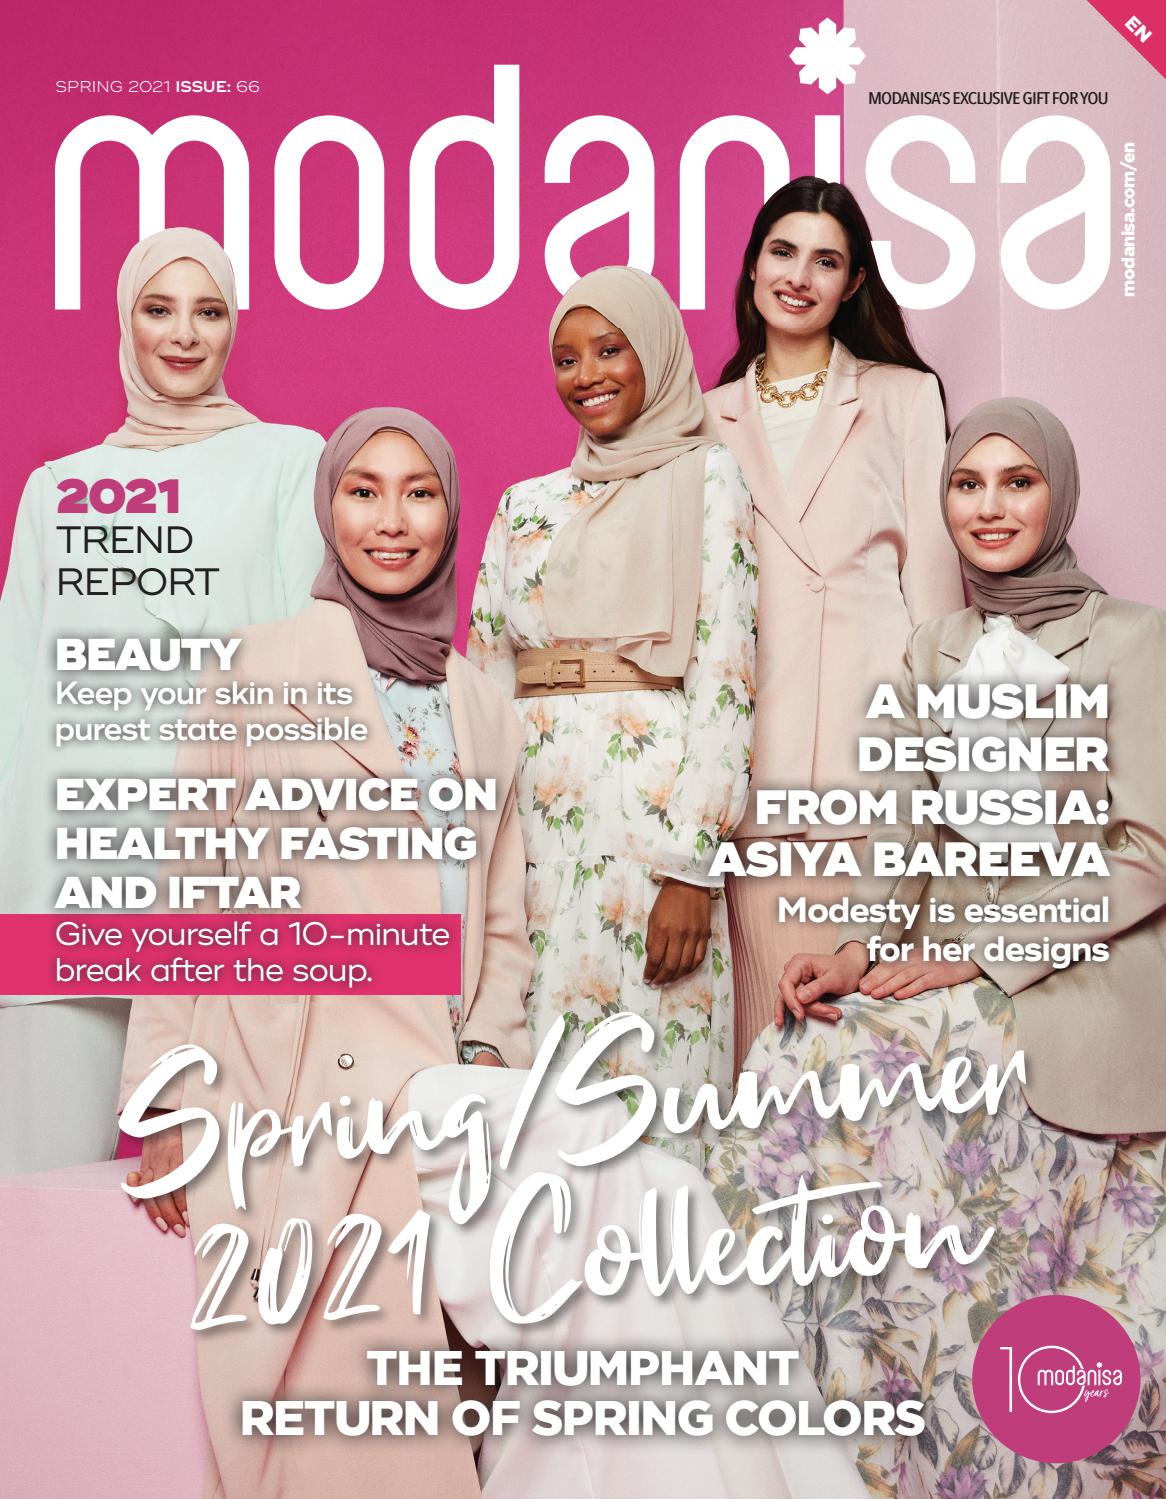 EN
SPRING 2021 ISSUE: 66
MODANISA'S EXCLUSIVE GIFT FOR YOU
modanisa
modanisa.com/en
2021
TREND
REPORT
BEAUTY
Keep your skin in its
purest state possible
EXPERT ADVICE ON
HEALTHY FASTING
AND IFTAR
Give yourself a 10-minute
break after the soup.
A MUSLIM
DESIGNER
FROM RUSSIA:
ASIYA BAREEVA
Modesty is essential
for her designs
Spring/Summer
2021 Collection
THE TRIUMPHANT
RETURN OF SPRING COLORS
10 modanisa
years